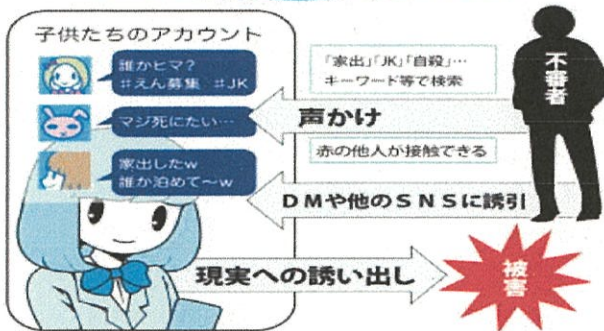 子供たちのアカウント
誰かヒマ？
＃えん募集　＃JK
マジ死にたい…
家出したw
誰か泊めて～w
「家出」「JK」「自殺」…
キーワード等で検索
声かけ
赤の他人が接触できる
DMや他のSNSに誘引
現実への誘い出し
不審者
被害